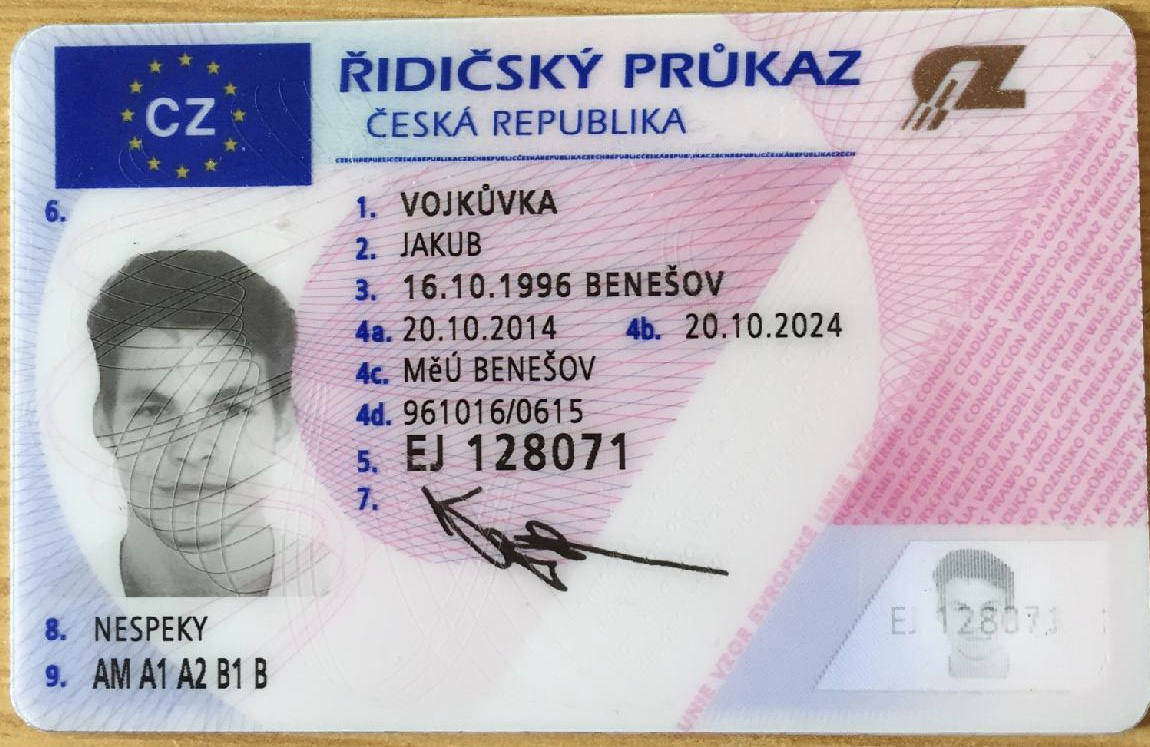 CZ
ŘIDIČSKÝ PRŮKAZ
ČESKÁ REPUBLIKA
6.
1. VOJKŮVKA
2. JAKUB
3. 16.10.1996 BENEŠOV
4a. 20.10.2014 4b. 20.10.2024
4c. MěÚ BENEŠOV
4d. 961016/0615
5. EJ 128071
7.
EJ 128071
8. NESPEKY
9. AM A1 A2 B1 B